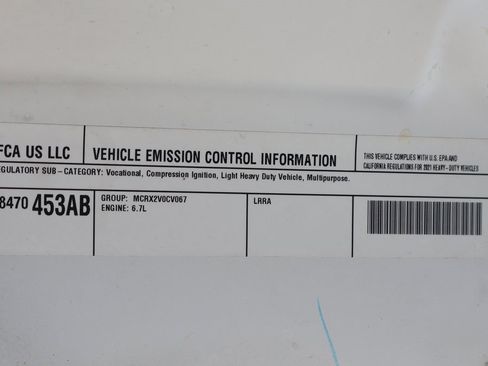 FCA US LLC
VEHICLE EMISSION CONTROL INFORMATION
THIS VEHICLE COMPLIES WITH U.S. EPA AND
CALIFORNIA REGULATIONS FOR 2021 HEAVY-DUTY VEHICLES
EGULATORY SUB-CATEGORY: Vocational, Compression Ignition, Light Heavy Duty Vehicle, Multipurpose.
8470 453AB
GROUP: MCRX2V0CV067
ENGINE: 6.7L
LRRA